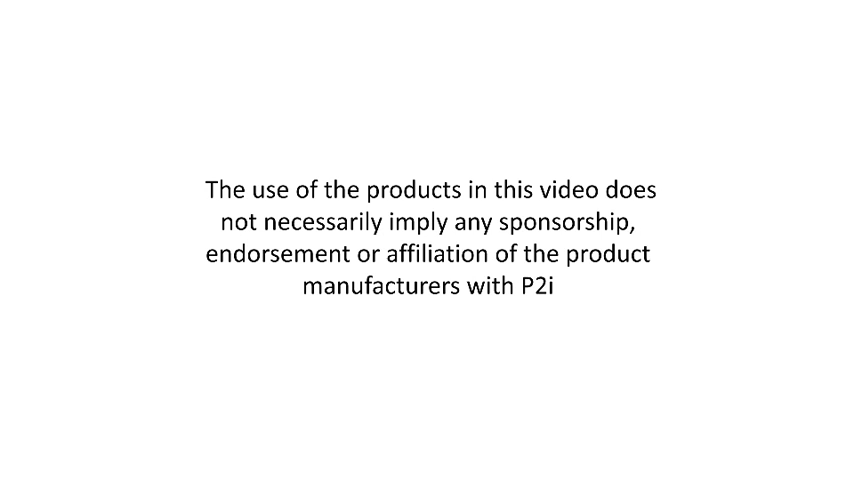 The use of the products in this video does
not necessarily imply any sponsorship,
endorsement or affiliation of the product
manufacturers with P2i